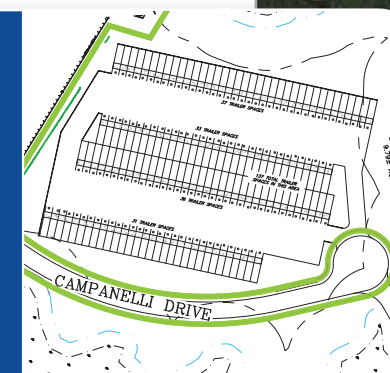 37 TRAILER SPACES
33 TRAILER SPACES
137 TOTAL TRAILER
SPACES IN THIS AREA
36 TRAILER SPACES
31 TRAILER SPACES
CAMPANELLI DRIVE